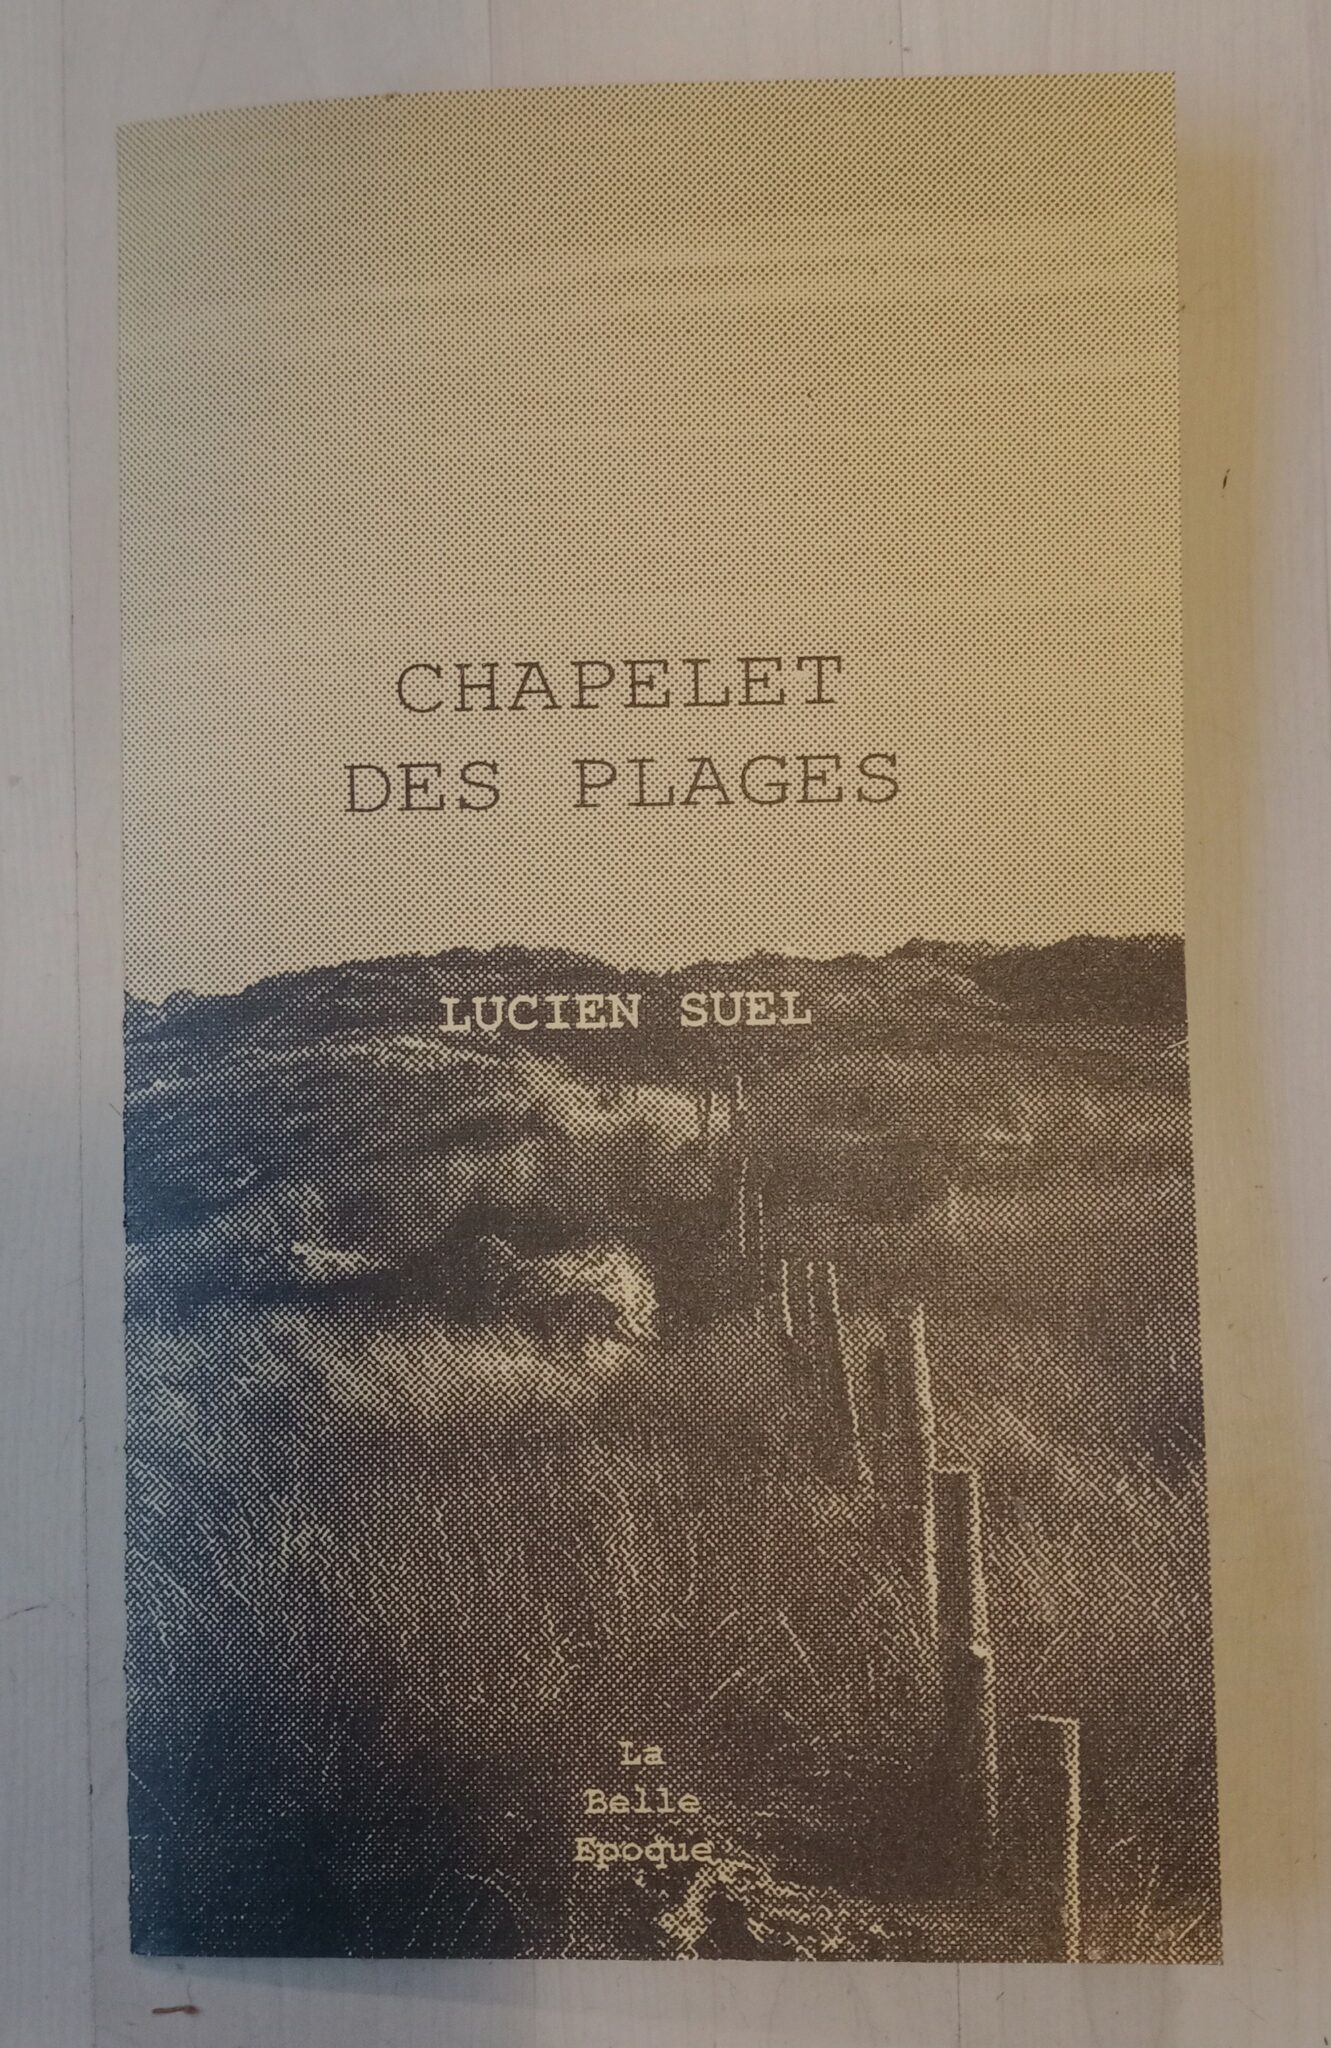 CHAPELET
DES PLAGES
LUCIEN SUEL
La
Belle
Epoque